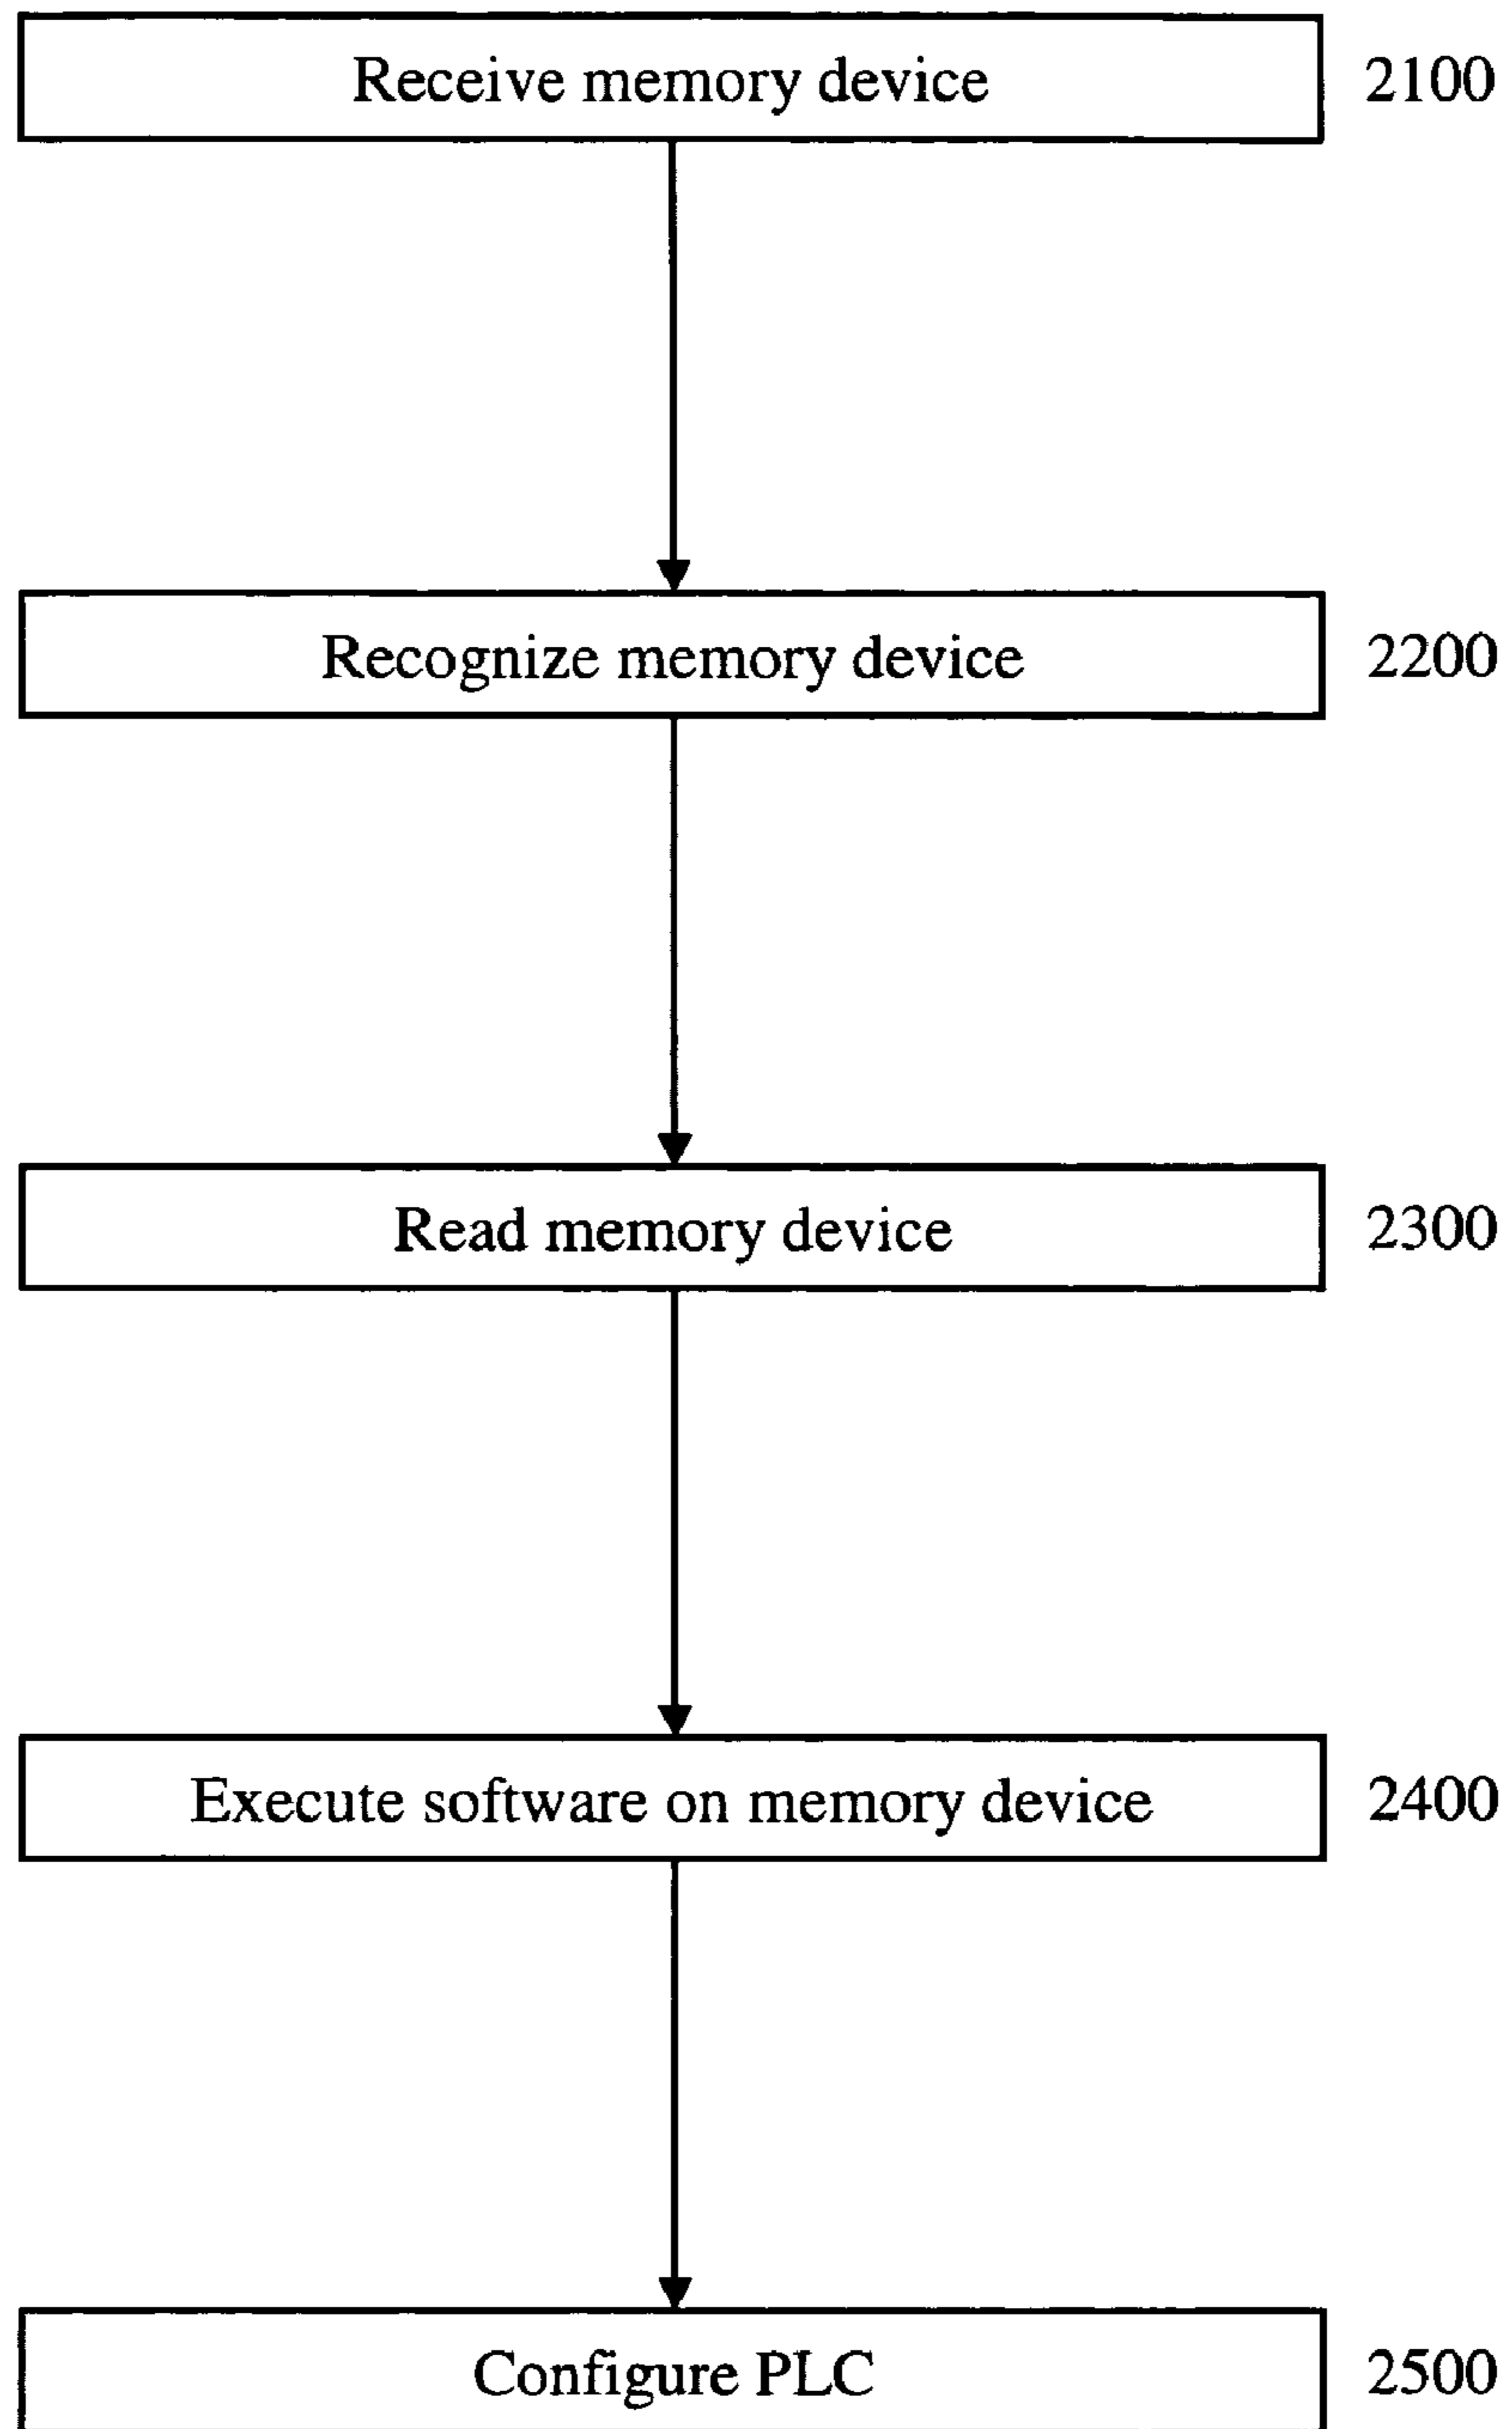 Receive memory device 2100
Recognize memory device 2200
Read memory device 2300
Execute software on memory device 2400
Configure PLC 2500